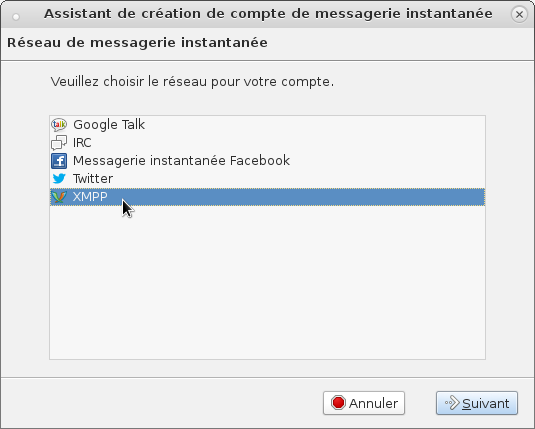 Assistant de création de compte de messagerie instantanée
Réseau de messagerie instantanée
Veuillez choisir le réseau pour votre compte.
talk Google Talk
IRC
Messagerie instantanée Facebook
Twitter
XMPP
Annuler
Suivant